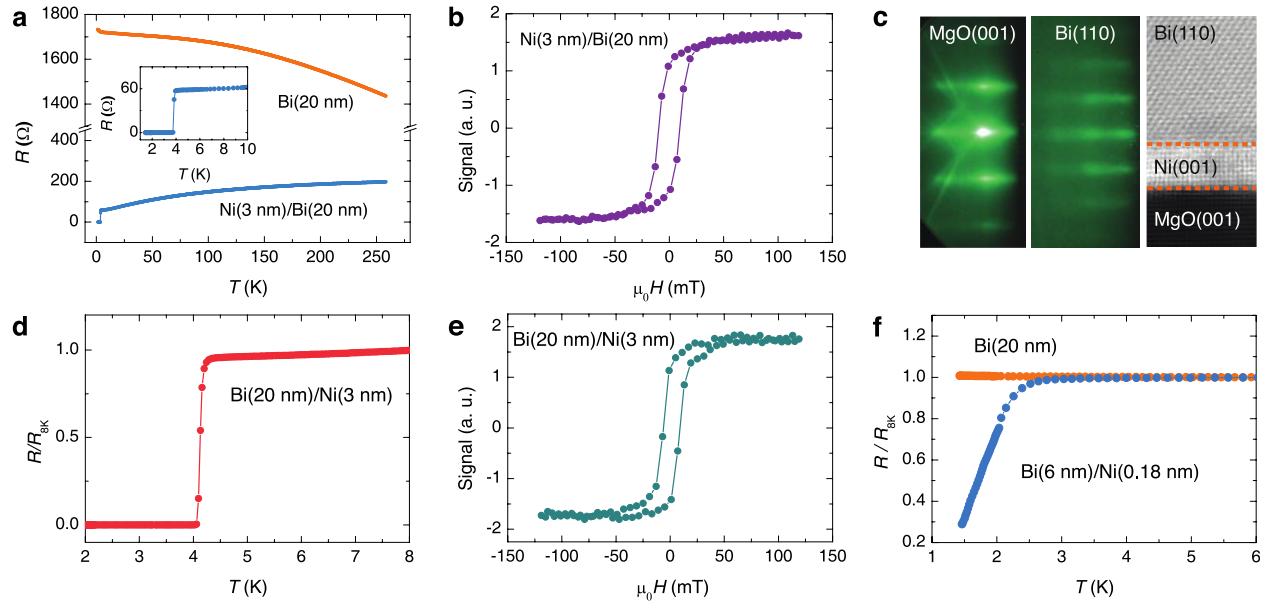 a
1800
1600
1400
400
200
0
R (Ω)
Bi(20 nm)
60
0
R (Ω)
2 4 6 8 10
T (K)
Ni(3 nm)/Bi(20 nm)
0 50 100 150 200 250
T (K)
b
2
1
0
-1
-2
Signal (a. u.)
Ni(3 nm)/Bi(20 nm)
-150 -100 -50 0 50 100 150
μ0H (mT)
c
MgO(001)
Bi(110)
Bi(110)
Ni(001)
MgO(001)
d
1.0
0.5
0.0
R/R8K
Bi(20 nm)/Ni(3 nm)
2 3 4 5 6 7 8
T (K)
e
2
1
0
-1
-2
Signal (a. u.)
Bi(20 nm)/Ni(3 nm)
-150 -100 -50 0 50 100 150
μ0H (mT)
f
1.2
1.0
0.8
0.6
0.4
0.2
R / R8K
Bi(20 nm)
Bi(6 nm)/Ni(0.18 nm)
1 2 3 4 5 6
T (K)